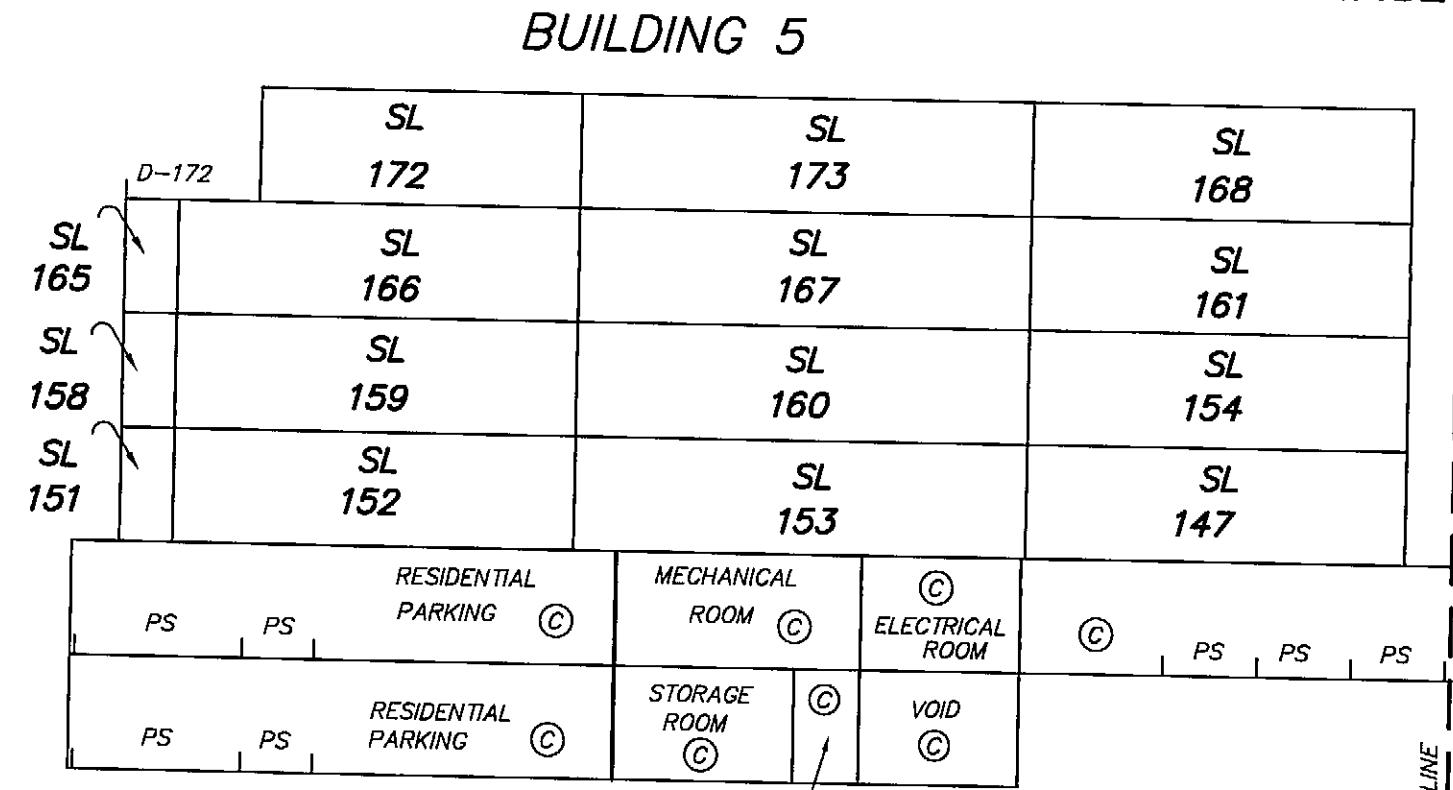 BUILDING 5
SL
172
SL
173
SL
168
D-172
SL
165
SL
166
SL
167
SL
161
SL
158
SL
159
SL
160
SL
154
SL
151
SL
152
SL
153
SL
147
RESIDENTIAL
PARKING Ⓒ
PS PS
MECHANICAL
ROOM Ⓒ
Ⓒ
ELECTRICAL
ROOM
Ⓒ
PS PS PS
RESIDENTIAL
PARKING Ⓒ
PS PS
STORAGE
ROOM
Ⓒ
Ⓒ
VOID
Ⓒ
LINE